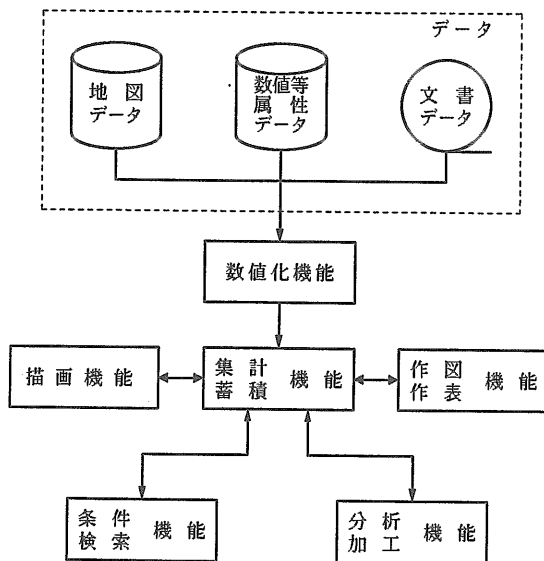 データ
地図
データ
数値等
属性
データ
文書
データ
数値化機能
描画機能
集計
蓄積 機能
作図
作表 機能
条件
検索 機能
分析
加工 機能